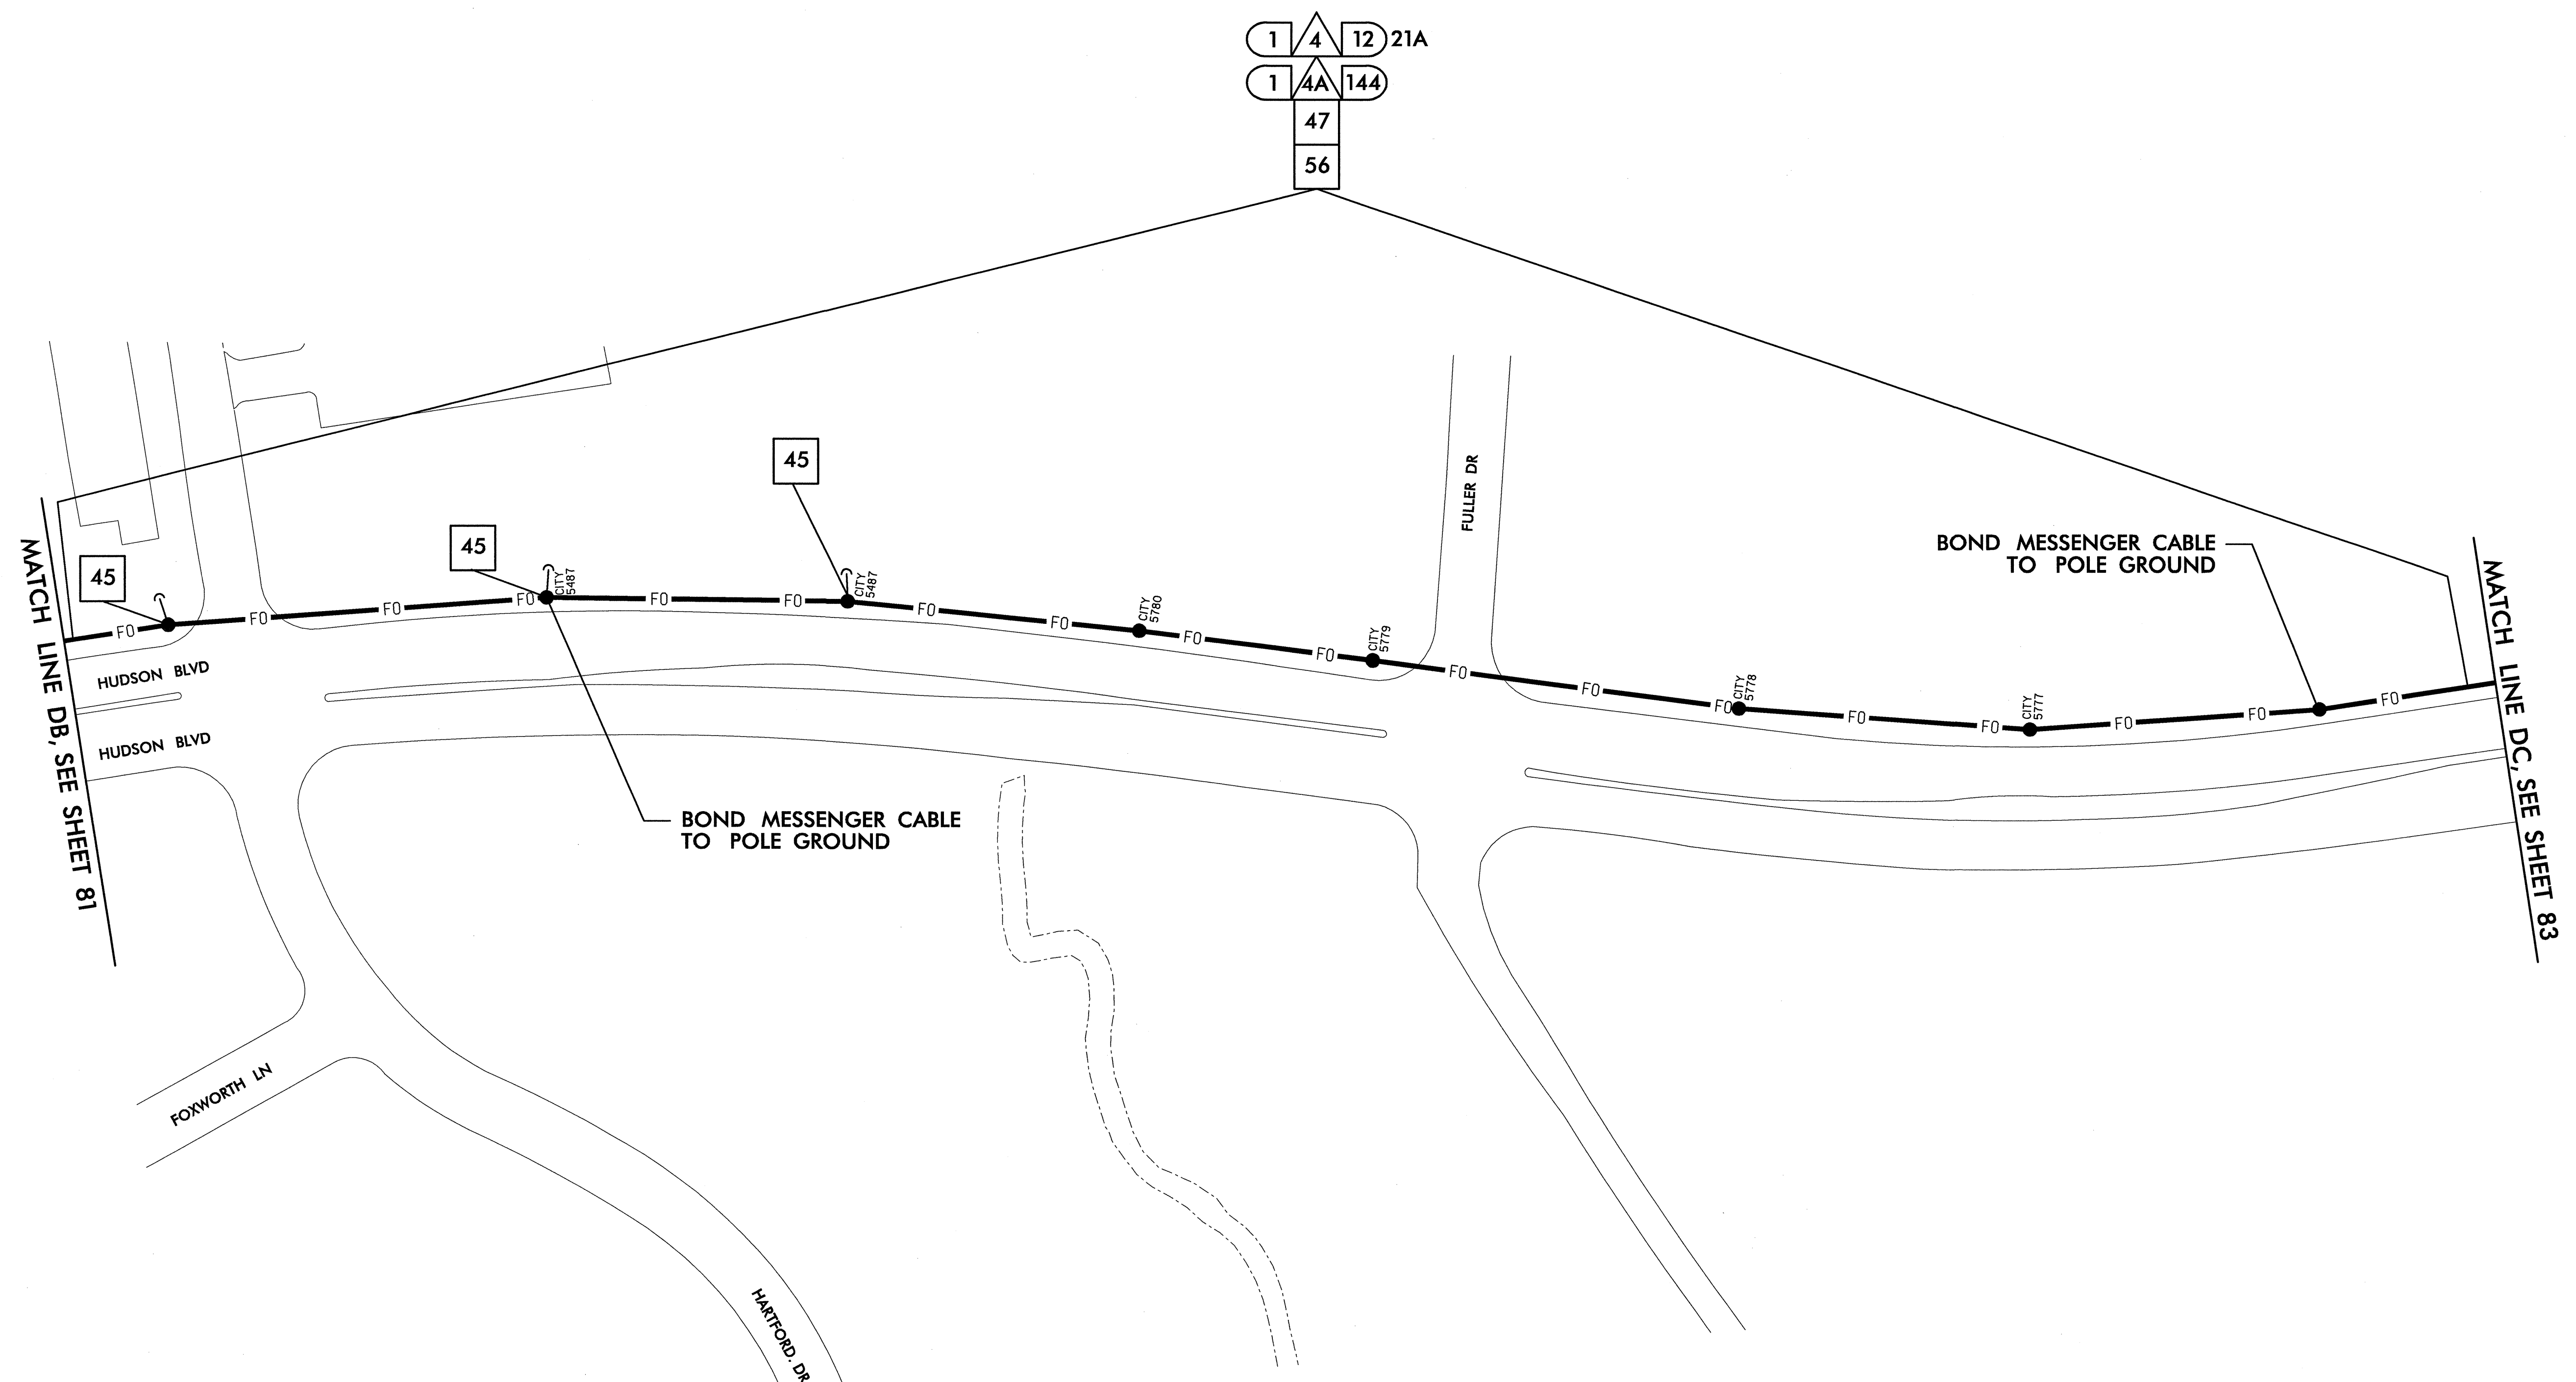 1 4 12 21A
1 4A 144
47
56
45
45
45
CITY
5487
CITY
5487
CITY
5780
CITY
5779
CITY
5778
CITY
5777
FO FO FO FO FO FO FO FO FO FO FO FO FO FO FO FO FO FO
FULLER DR
BOND MESSENGER CABLE
TO POLE GROUND
BOND MESSENGER CABLE
TO POLE GROUND
MATCH LINE DB, SEE SHEET 81
MATCH LINE DC, SEE SHEET 83
HUDSON BLVD
HUDSON BLVD
FOXWORTH LN
HARTFORD. DR